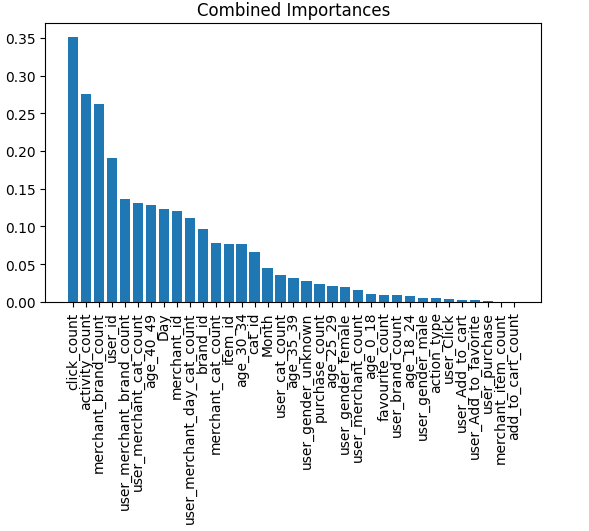 Combined Importances
0.35
0.30
0.25
0.20
0.15
0.10
0.05
0.00
click_count
activity_count
merchant_brand_count
user_id
user_merchant_brand_count
user_merchant_cat_count
age_40_49
Day
merchant_id
user_merchant_day_cat_count
brand_id
merchant_cat_count
item_id
age_30_34
cat_id
Month
user_cat_count
age_35_39
user_gender_unknown
purchase_count
age_25_29
user_gender_female
user_merchant_count
age_0_18
favourite_count
user_brand_count
age_18_24
user_gender_male
action_type
user_Click
user_Add_to_cart
user_Add_to_favorite
user_purchase
merchant_item_count
add_to_cart_count